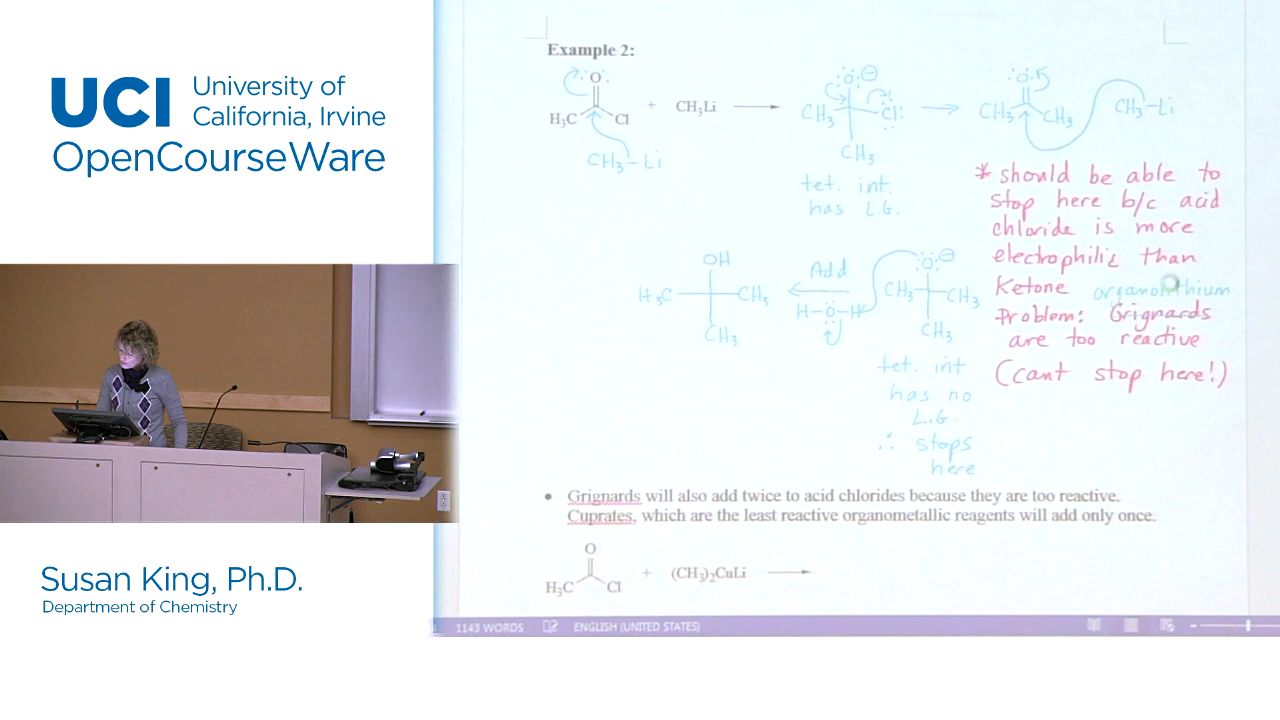 UCI University of
California, Irvine
OpenCourseWare
Susan King, Ph.D.
Department of Chemistry
Example 2:
O
H₃C Cl + CH₃Li
CH₃–Li
:O: ⊖
CH₃ Cl:
CH₃
tet. int.
has L.G.
O
CH₃ CH₃ CH₃–Li
* should be able to
stop here b/c acid
chloride is more
electrophilic than
Ketone organolithium
Problem: Grignards
are too reactive
(cant stop here!)
OH
H₃C CH₃
CH₃
Add
H–O–H
:O: ⊖
CH₃ CH₃
CH₃
tet. int
has no
L.G.
∴ stops
here
• Grignards will also add twice to acid chlorides because they are too reactive.
Cuprates, which are the least reactive organometallic reagents will add only once.
O
H₃C Cl + (CH₃)₂CuLi
1143 WORDS ENGLISH (UNITED STATES)